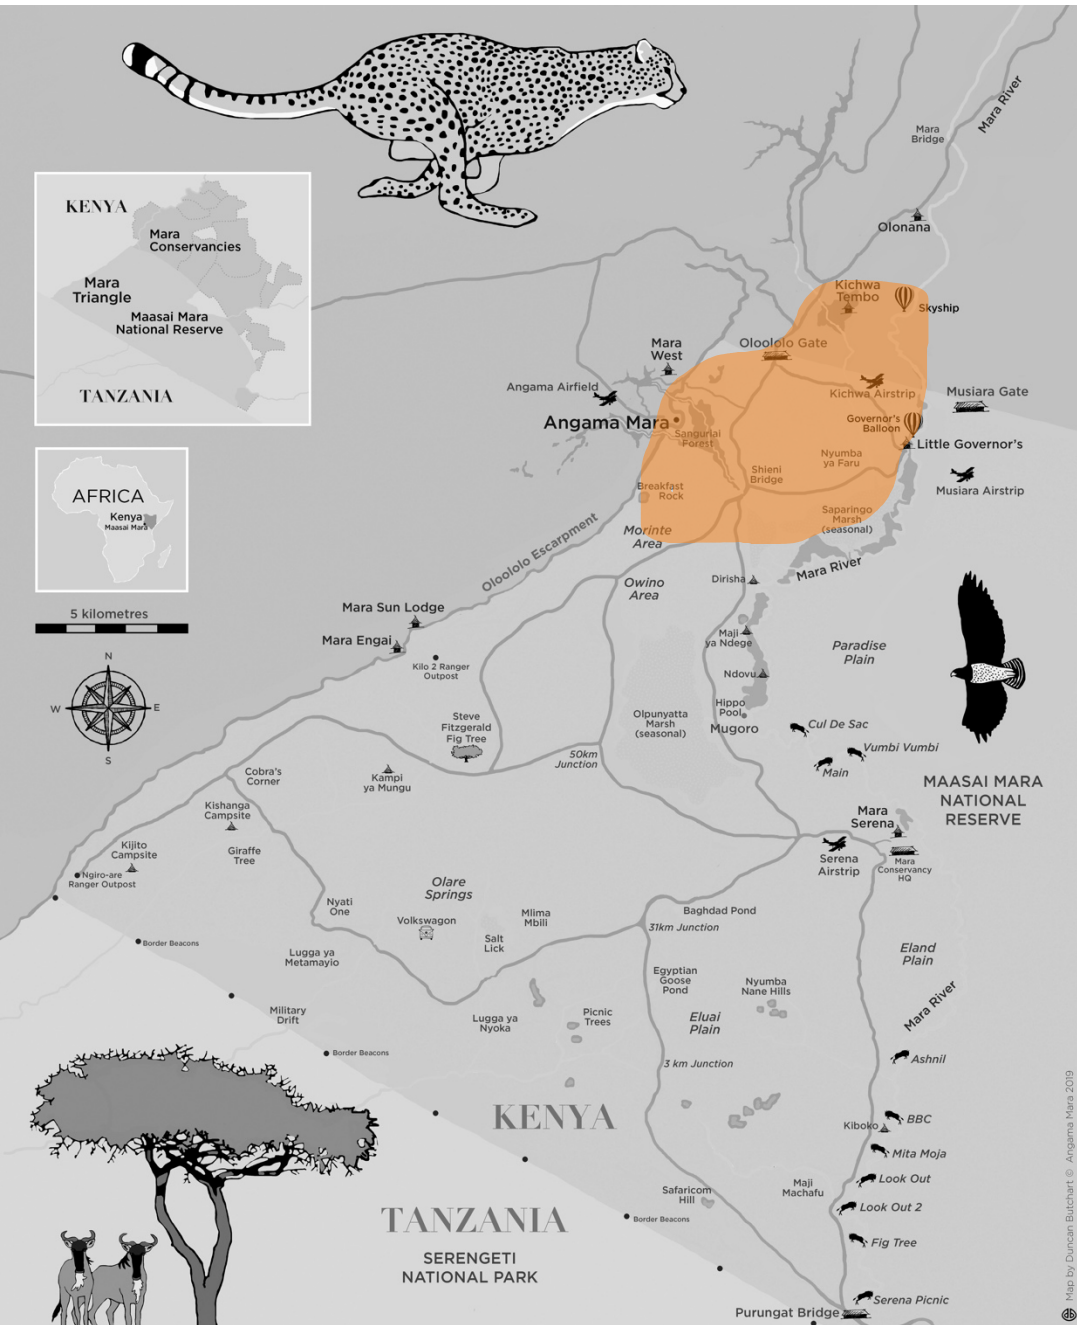 Mara River
Mara
Bridge
KENYA
Mara
Conservancies
Mara
Triangle
Maasai Mara
National Reserve
TANZANIA
Olonana
Kichwa
Tembo
Skyship
Oloololo Gate
Mara
West
Angama Airfield
Kichwa Airstrip
Musiara Gate
Angama Mara
Governor's
Balloon
Sanguriai
Forest
Little Governor's
Nyumba
ya Faru
Shieni
Bridge
Musiara Airstrip
Breakfast
Rock
AFRICA
Kenya
Maasai Mara
Saparingo
Marsh
(seasonal)
Morinte
Area
Oloololo Escarpment
Mara River
5 kilometres
Dirisha
Owino
Area
Mara Sun Lodge
Mara Engai
Maji
ya Ndege
Paradise
Plain
Kilo 2 Ranger
Outpost
Ndovu
N
W
E
S
Hippo
Pool
Mugoro
Olpunyatta
Marsh
(seasonal)
Steve
Fitzgerald
Fig Tree
Cul De Sac
Vumbi Vumbi
Main
50km
Junction
Cobra's
Corner
Kampi
ya Mungu
MAASAI MARA
NATIONAL
RESERVE
Kishanga
Campsite
Mara
Serena
Kijito
Campsite
Giraffe
Tree
Serena
Airstrip
Mara
Conservancy
HQ
Ngiro-are
Ranger Outpost
Olare
Springs
Nyati
One
Volkswagon
Mlima
Mbili
Baghdad Pond
31km Junction
Salt
Lick
Border Beacons
Lugga ya
Metamayio
Eland
Plain
Egyptian
Goose
Pond
Nyumba
Nane Hills
Mara River
Military
Drift
Lugga ya
Nyoka
Picnic
Trees
Eluai
Plain
Border Beacons
3 km Junction
Ashnil
KENYA
BBC
Kiboko
Mita Moja
Look Out
Safaricom
Hill
Maji
Machafu
Look Out 2
TANZANIA
Border Beacons
SERENGETI
NATIONAL PARK
Fig Tree
Serena Picnic
Purungat Bridge
Map by Duncan Butchart © Angama Mara 2019